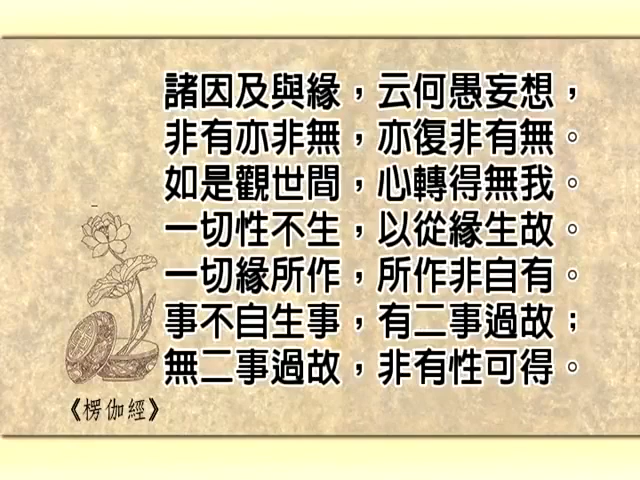 諸因及與緣，云何愚妄想，
非有亦非無，亦復非有無。
如是觀世間，心轉得無我。
一切性不生，以從緣生故。
一切緣所作，所作非自有。
事不自生事，有二事過故；
無二事過故，非有性可得。
《楞伽經》